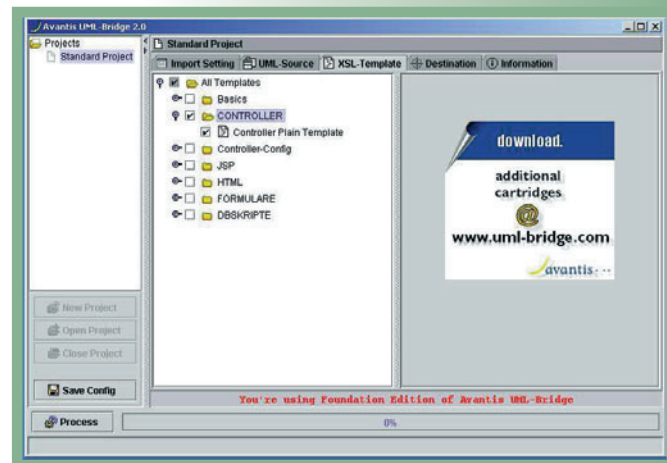 Avantis UML-Bridge 2.0
Projects
Standard Project
Standard Project
Import Setting UML-Source XSL-Template Destination Information
All Templates
Basics
CONTROLLER
Controller Plain Template
Controller-Config
JSP
HTML
FORMULARE
DBSKRIPTE
download.
additional
cartridges
@
www.uml-bridge.com
avantis
New Project
Open Project
Close Project
Save Config
You're using Foundation Edition of Avantis UML-Bridge
Process
0%